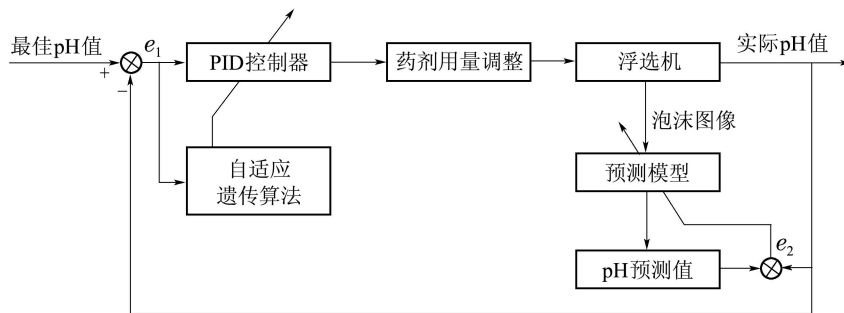 最佳pH值
+
−
e1
PID控制器
药剂用量调整
浮选机
实际pH值
泡沫图像
自适应
遗传算法
预测模型
e2
pH预测值